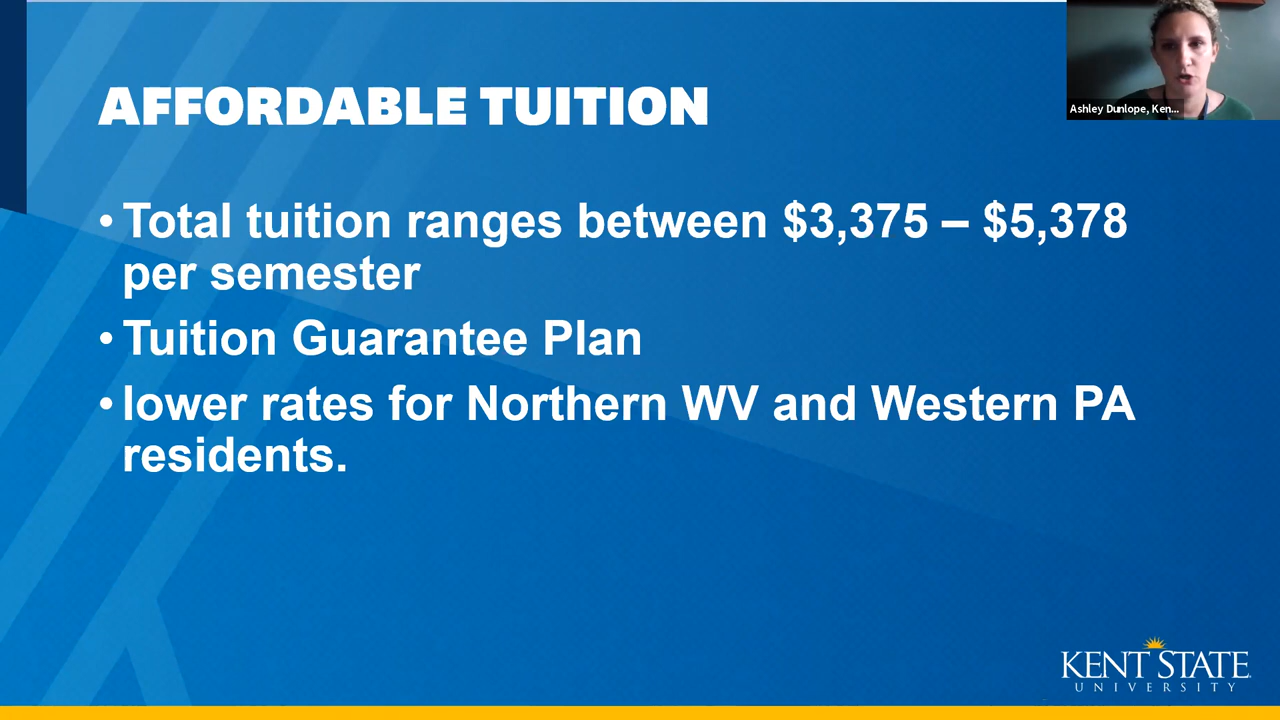 AFFORDABLE TUITION
Ashley Dunlope, Ken...
• Total tuition ranges between $3,375 – $5,378
per semester
• Tuition Guarantee Plan
• lower rates for Northern WV and Western PA
residents.
KENT STATE
UNIVERSITY